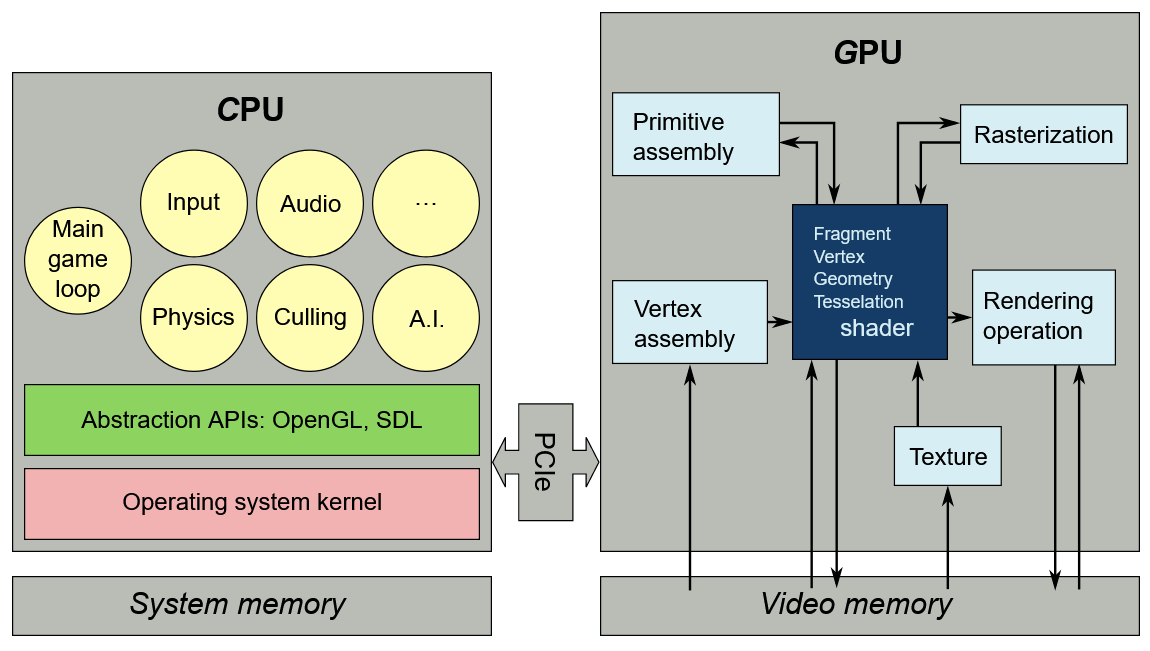 CPU
Main
game
loop
Input
Audio
...
Physics
Culling
A.I.
Abstraction APIs: OpenGL, SDL
Operating system kernel
System memory
PCIe
GPU
Primitive
assembly
Rasterization
Fragment
Vertex
Geometry
Tesselation
shader
Vertex
assembly
Rendering
operation
Texture
Video memory